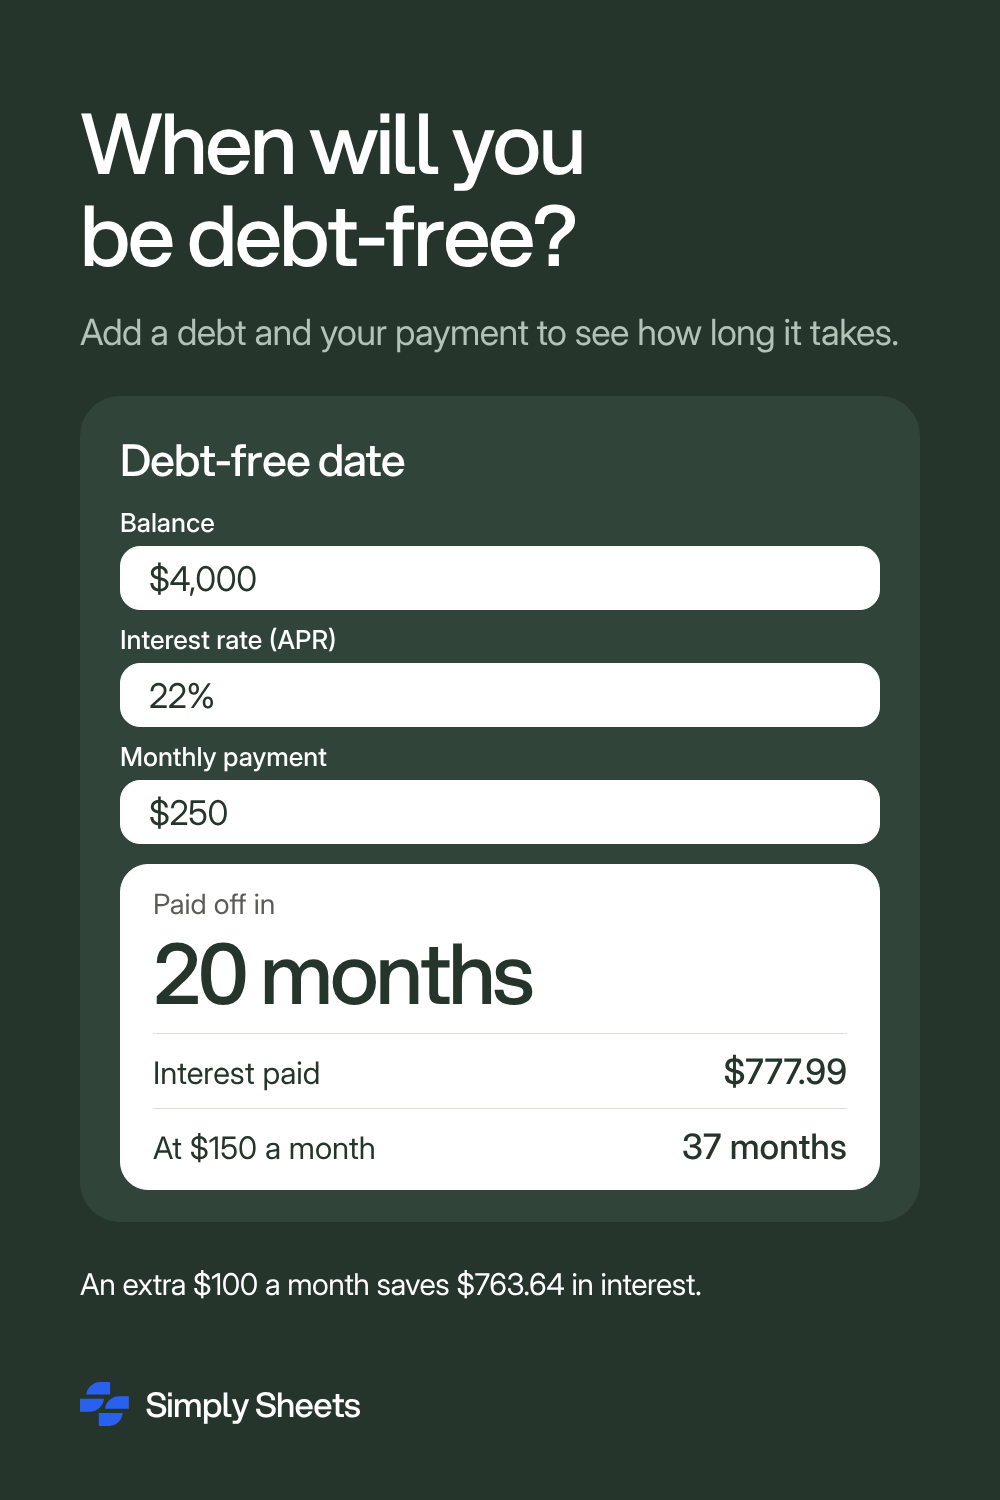 When will you
be debt-free?
Add a debt and your payment to see how long it takes.
Debt-free date
Balance
$4,000
Interest rate (APR)
22%
Monthly payment
$250
Paid off in
20 months
Interest paid $777.99
At $150 a month 37 months
An extra $100 a month saves $763.64 in interest.
Simply Sheets